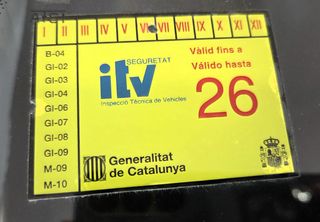 I II III IV V VI VII VIII IX X XI XII
B-04
GI-02
GI-03
GI-04
GI-06
GI-07
GI-08
GI-09
M-09
M-10
SEGURETAT
itv
Inspecció Tècnica de Vehicles
Vàlid fins a
Válido hasta
26
Generalitat
de Catalunya